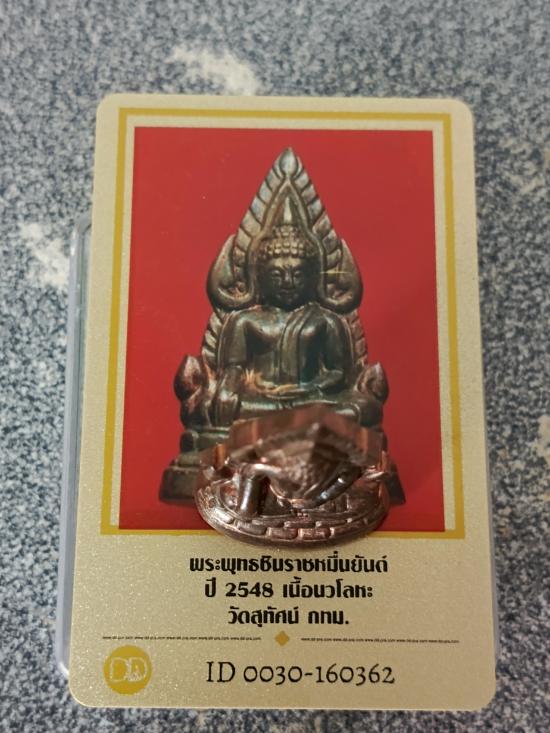 พระพุทธชินราชหมื่นยันต์
ปี 2548 เนื้อนวโลหะ
วัดสุทัศน์ กทม.
DD
ID 0030-160362